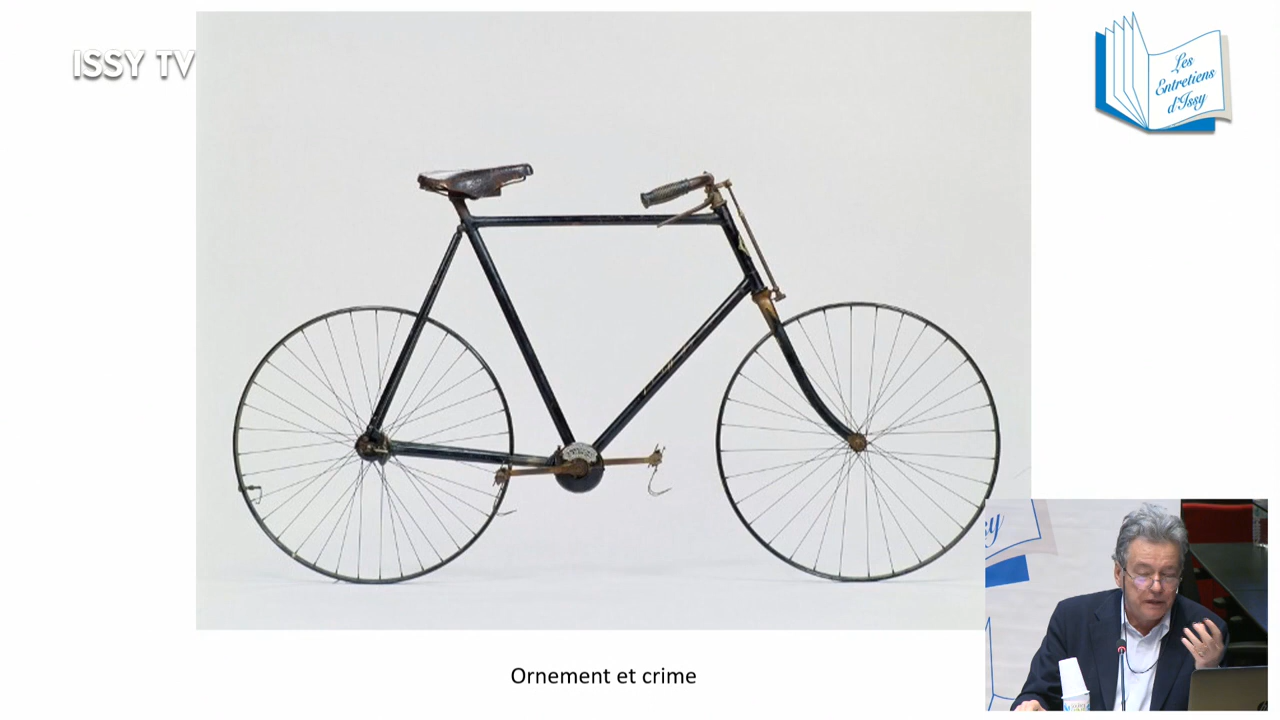 ISSY TV
Les
Entretiens
d'Issy
Ornement et crime